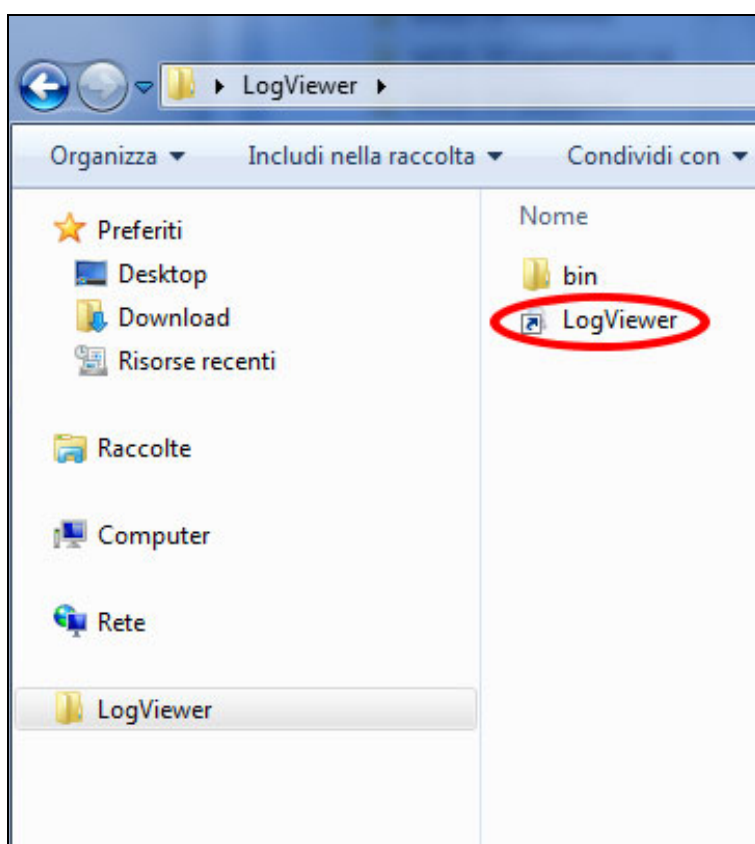 LogViewer
Organizza Includi nella raccolta Condividi con
Preferiti
Desktop
Download
Risorse recenti
Raccolte
Computer
Rete
LogViewer
Nome
bin
LogViewer